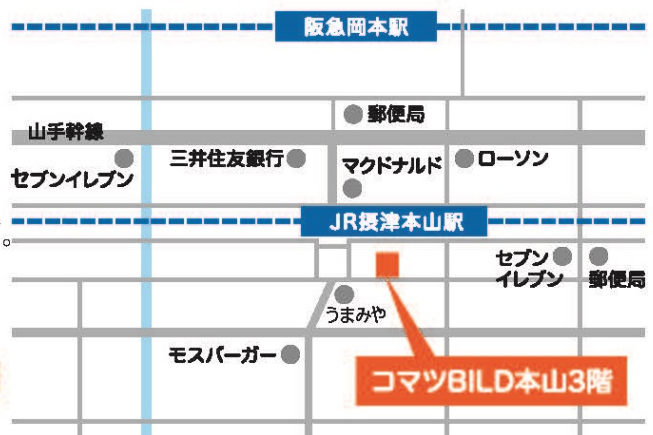 阪急岡本駅
郵便局
山手幹線
三井住友銀行
マクドナルド
ローソン
セブンイレブン
JR摂津本山駅
。
セブン
イレブン
郵便局
うまみや
モスバーガー
コマツBILD本山3階